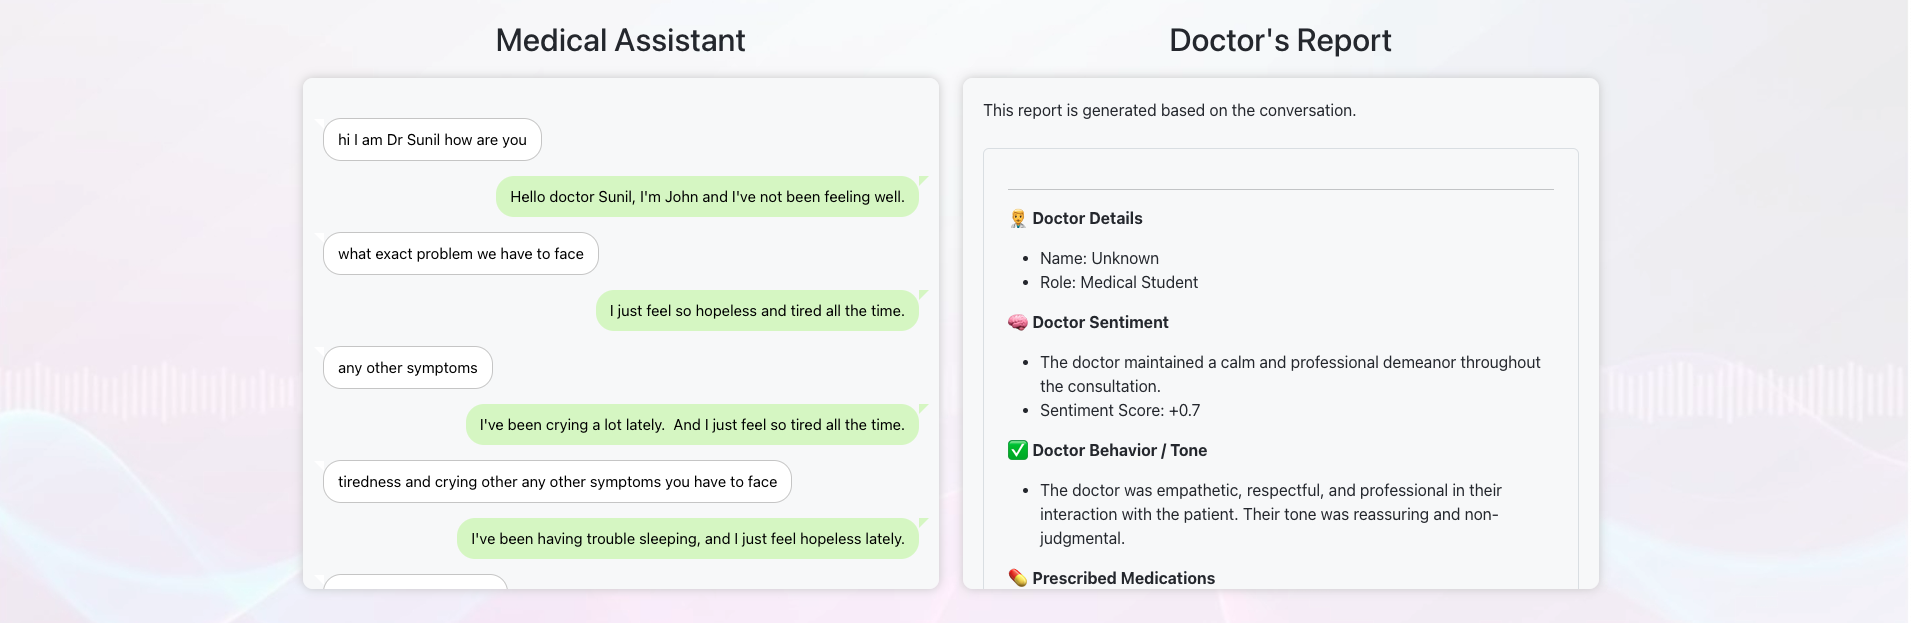 Medical Assistant
hi I am Dr Sunil how are you
Hello doctor Sunil, I'm John and I've not been feeling well.
what exact problem we have to face
I just feel so hopeless and tired all the time.
any other symptoms
I've been crying a lot lately.  And I just feel so tired all the time.
tiredness and crying other any other symptoms you have to face
I've been having trouble sleeping, and I just feel hopeless lately.
Doctor's Report
This report is generated based on the conversation.
Doctor Details
Name: Unknown
Role: Medical Student
Doctor Sentiment
The doctor maintained a calm and professional demeanor throughout
the consultation.
Sentiment Score: +0.7
Doctor Behavior / Tone
The doctor was empathetic, respectful, and professional in their
interaction with the patient. Their tone was reassuring and non-
judgmental.
Prescribed Medications